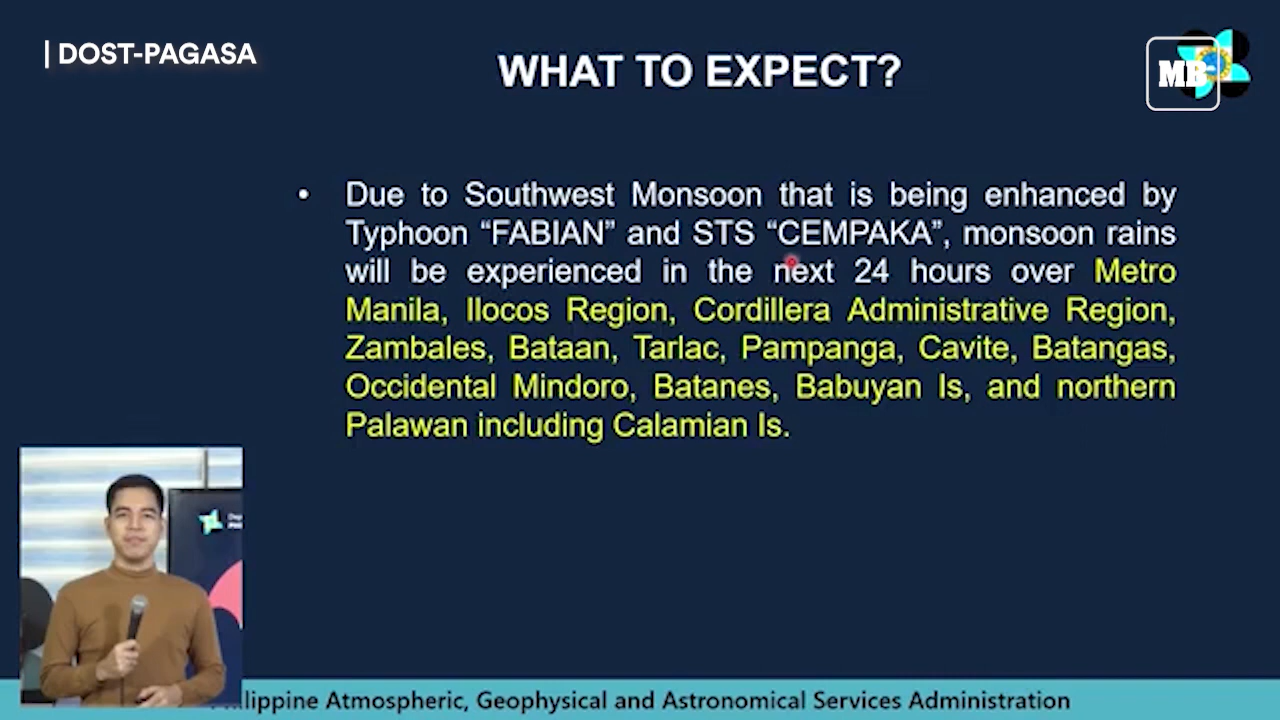 | DOST-PAGASA
WHAT TO EXPECT?
MB
• Due to Southwest Monsoon that is being enhanced by
Typhoon “FABIAN” and STS “CEMPAKA”, monsoon rains
will be experienced in the next 24 hours over Metro
Manila, Ilocos Region, Cordillera Administrative Region,
Zambales, Bataan, Tarlac, Pampanga, Cavite, Batangas,
Occidental Mindoro, Batanes, Babuyan Is, and northern
Palawan including Calamian Is.
Atmospheric, Geophysical and Astronomical Services Administration